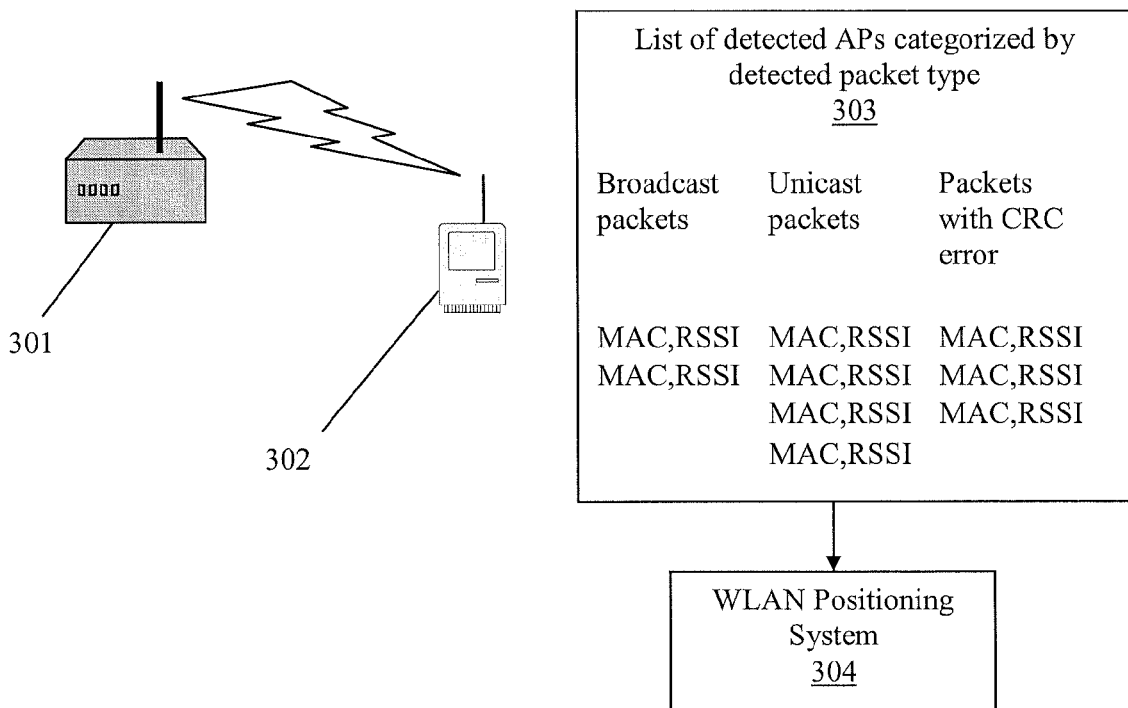 List of detected APs categorized by
detected packet type
303
Broadcast packets
Unicast packets
Packets with CRC error
MAC,RSSI MAC,RSSI MAC,RSSI
MAC,RSSI MAC,RSSI MAC,RSSI
MAC,RSSI MAC,RSSI
MAC,RSSI
301
302
WLAN Positioning
System
304